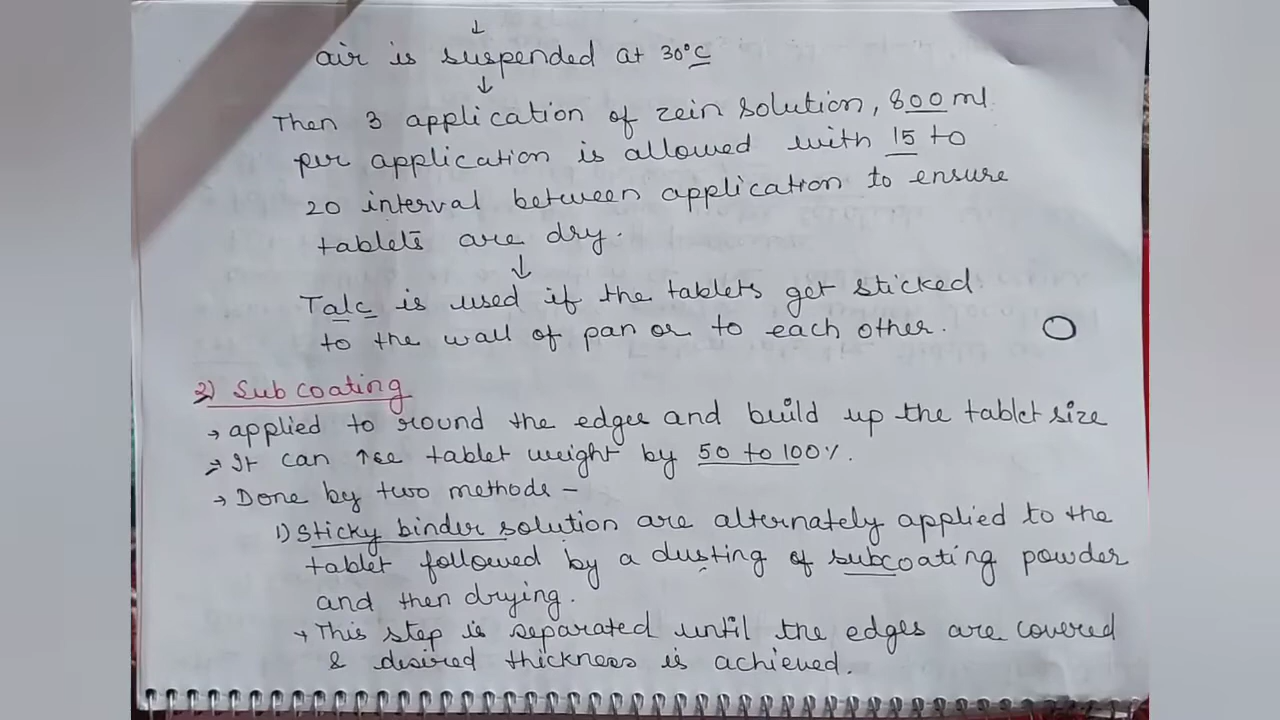 ↓
air is suspended at 30°C
↓
Then 3 application of zein solution, 800 ml
per application is allowed with 15 to
20 interval between application to ensure
tablets are dry.
↓
Talc is used if the tablets get sticked
to the wall of pan or to each other.
2) Sub coating
→ applied to round the edges and build up the tablet size
→ It can ↑se tablet weight by 50 to 100%.
→ Done by two methods –
1) Sticky binder solution are alternately applied to the
tablet followed by a dusting of subcoating powder
and then drying.
→ This step is separated until the edges are covered
& desired thickness is achieved.